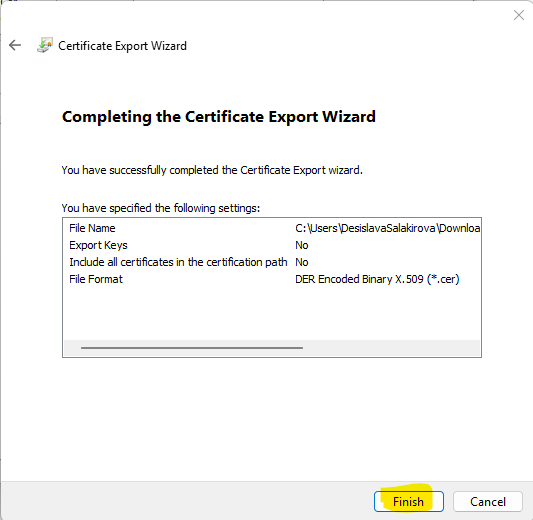 Certificate Export Wizard
Completing the Certificate Export Wizard
You have successfully completed the Certificate Export wizard.
You have specified the following settings:
File Name C:\Users\DesislavaSalakirova\Downloa
Export Keys No
Include all certificates in the certification path No
File Format DER Encoded Binary X.509 (*.cer)
Finish Cancel